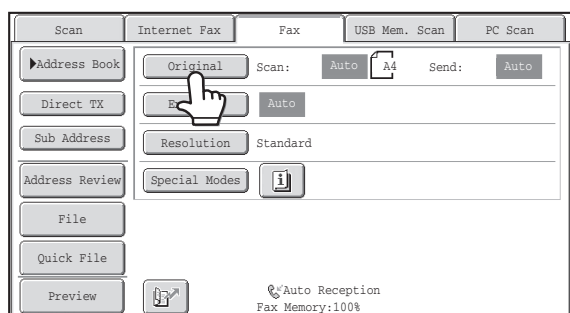 Scan Internet Fax Fax USB Mem. Scan PC Scan
Address Book Original Scan: Auto A4 Send: Auto
Direct TX Auto
Sub Address Resolution Standard
Address Review Special Modes
File
Quick File
Preview Auto Reception
Fax Memory:100%